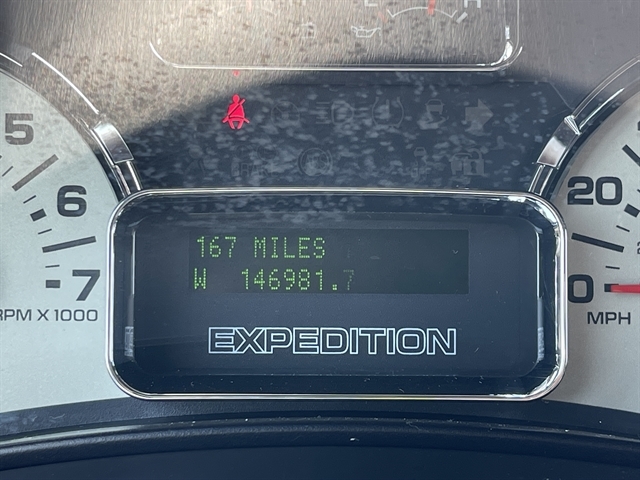 H
5
6
7
RPM X 1000
167 MILES
W 146981.7
EXPEDITION
20
0
MPH